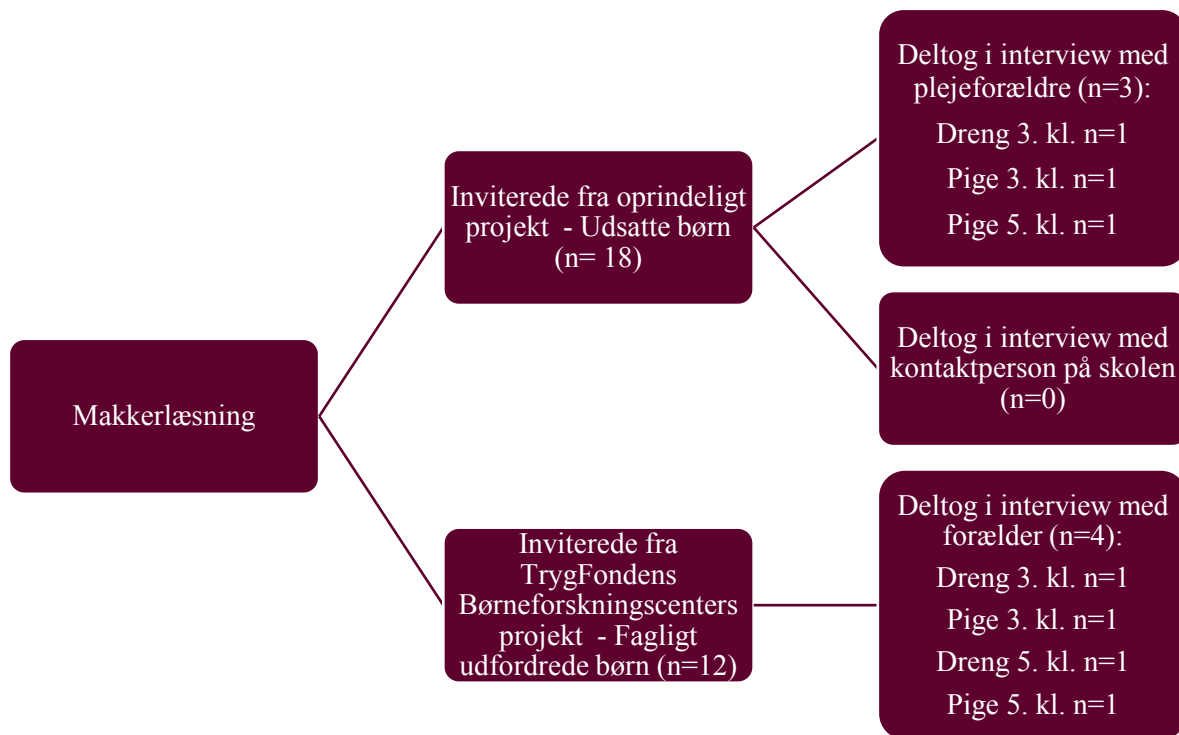 Makkerlæsning
Inviterede fra oprindeligt
projekt - Udsatte børn
(n= 18)
Deltog i interview med
plejeforældre (n=3):
Dreng 3. kl. n=1
Pige 3. kl. n=1
Pige 5. kl. n=1
Deltog i interview med
kontaktperson på skolen
(n=0)
Inviterede fra
TrygFondens
Børneforskningscenters
projekt - Fagligt
udfordrede børn (n=12)
Deltog i interview med
forælder (n=4):
Dreng 3. kl. n=1
Pige 3. kl. n=1
Dreng 5. kl. n=1
Pige 5. kl. n=1